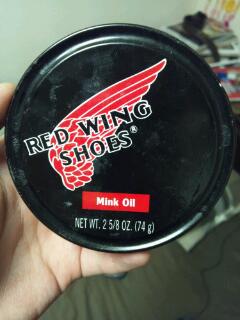 RED WING
SHOES®
Mink Oil
NET WT. 2 5/8 OZ. (74 g)